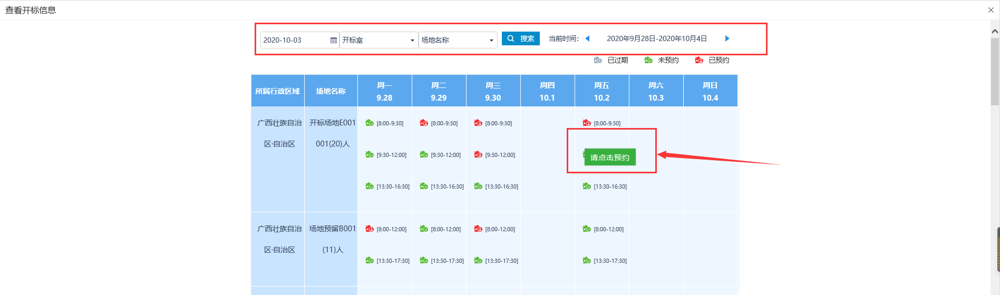 查看开标信息
2020-10-03 开标室 场地名称 搜索 当前时间： 2020年9月28日-2020年10月4日
已过期 未预约 已预约
所属行政区域 场地名称 周一 周二 周三 周四 周五 周六 周日
9.28 9.29 9.30 10.1 10.2 10.3 10.4
广西壮族自治 开标场地E001 [8:00-9:30] [8:00-9:30] [8:00-9:30] [8:00-9:30]
区·自治区 001(20)人
[9:30-12:00] [9:30-12:00] [9:30-12:00] 请点击预约
[13:30-16:30] [13:30-16:30] [13:30-16:30] [13:30-16:30]
广西壮族自治 场地预留B001 [8:00-12:00] [8:00-12:00] [8:00-12:00] [8:00-12:00]
区·自治区 (11)人
[13:30-17:30] [13:30-17:30] [13:30-17:30] [13:30-17:30]